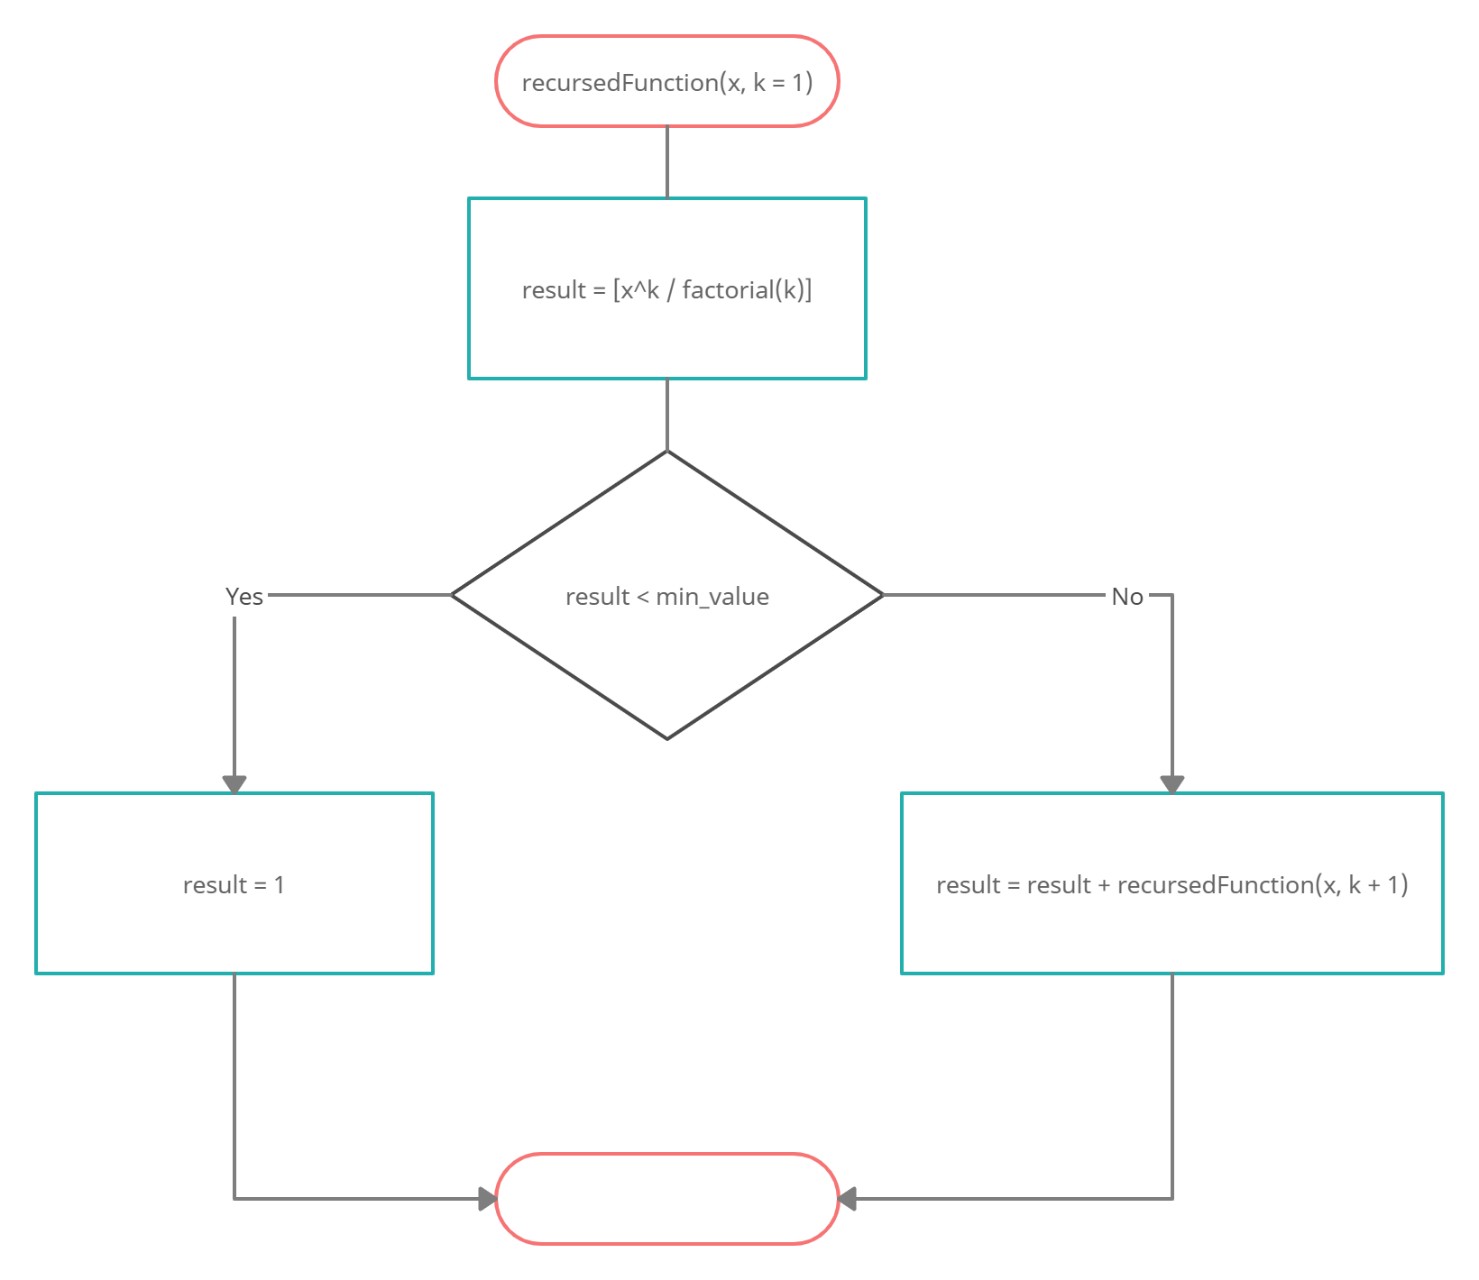 recursedFunction(x, k = 1)
result = [x^k / factorial(k)]
result < min_value
Yes
No
result = 1
result = result + recursedFunction(x, k + 1)